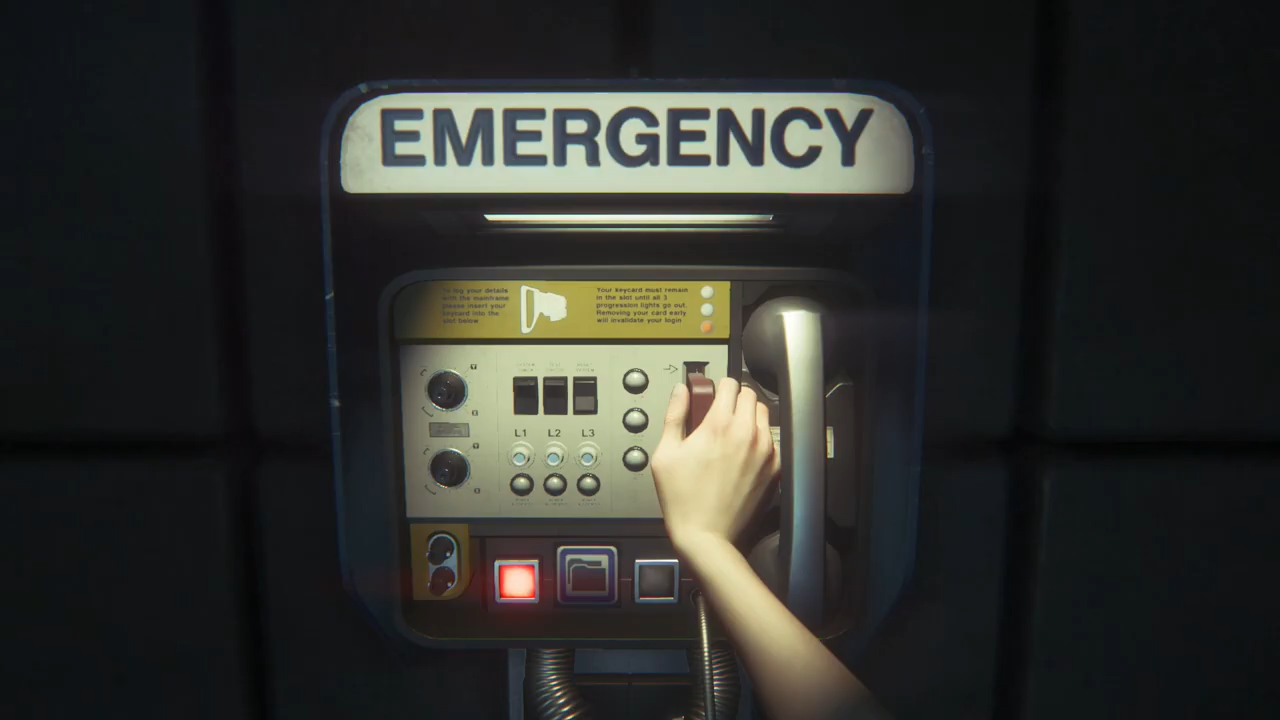 EMERGENCY
To log your details
with the mainframe
please insert your
keycard into the
slot below
Your keycard must remain
in the slot until all 3
progression lights go out.
Removing your card early
will invalidate your login
L1 L2 L3